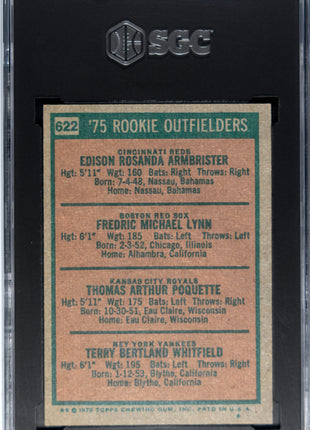 SGC
622 '75 ROOKIE OUTFIELDERS
CINCINNATI REDS
EDISON ROSANDA ARMBRISTER
Hgt: 5'11" Wgt: 160 Bats: Right Throws: Right
Born: 7-4-48, Nassau, Bahamas
Home: Nassau, Bahamas
BOSTON RED SOX
FREDRIC MICHAEL LYNN
Hgt: 6'1" Wgt: 185 Bats: Left Throws: Left
Born: 2-3-52, Chicago, Illinois
Home: Alhambra, California
KANSAS CITY ROYALS
THOMAS ARTHUR POQUETTE
Hgt: 5'11" Wgt: 175 Bats: Left Throws: Right
Born: 10-30-51, Eau Claire, Wisconsin
Home: Eau Claire, Wisconsin
NEW YORK YANKEES
TERRY BERTLAND WHITFIELD
Hgt: 6'1" Wgt: 195 Bats: Left Throws: Right
Born: 1-12-53, Blythe, California
Home: Blythe, California
© 1975 TOPPS CHEWING GUM, INC. PRTD. IN U.S.A.